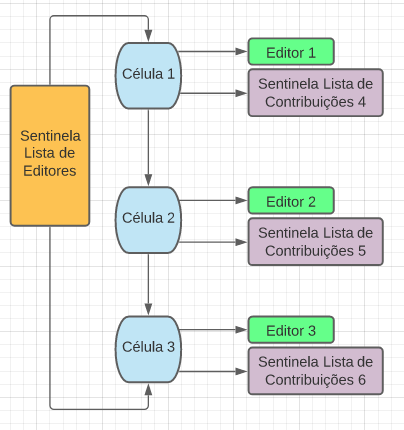 Sentinela
Lista de
Editores
Célula 1
Editor 1
Sentinela Lista de
Contribuições 4
Célula 2
Editor 2
Sentinela Lista de
Contribuições 5
Célula 3
Editor 3
Sentinela Lista de
Contribuições 6